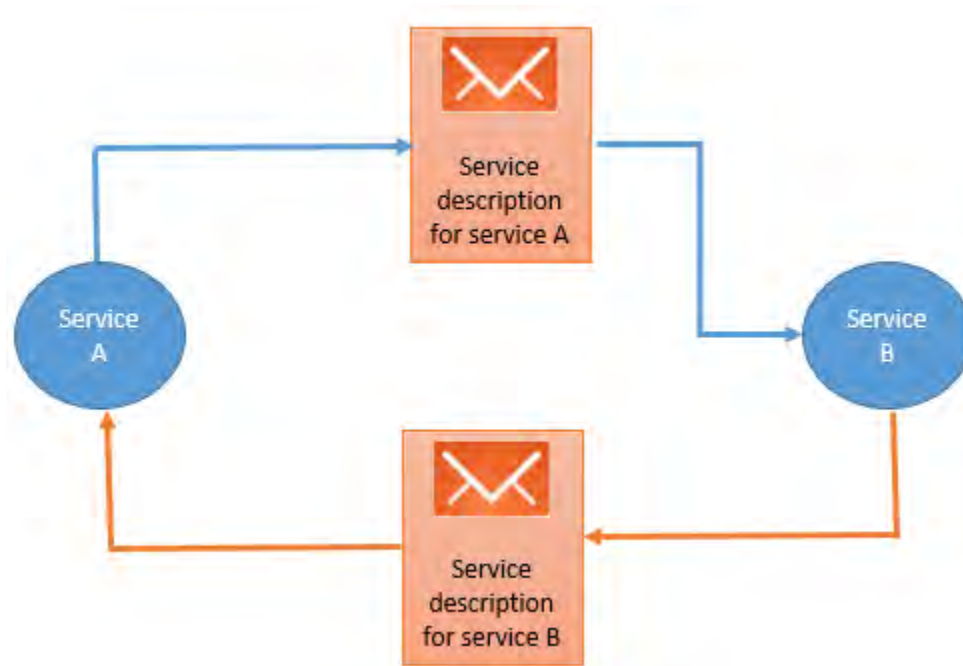 Service
description
for service A
Service
A
Service
B
Service
description
for service B